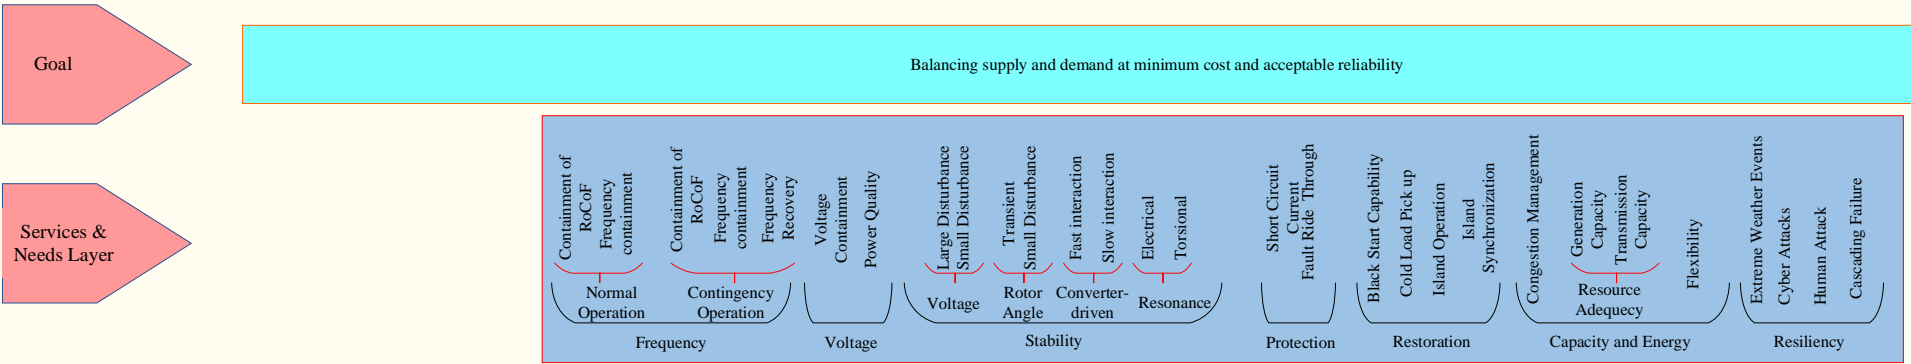 Goal
Balancing supply and demand at minimum cost and acceptable reliability
Services &
Needs Layer
Containment of
RoCoF
Frequency
containment
Containment of
RoCoF
Frequency
containment
Frequency
Recovery
Voltage
Containment
Power Quality
Large Disturbance
Small Disturbance
Transient
Small Disturbance
Fast interaction
Slow interaction
Electrical
Torsional
Short Circuit
Current
Fault Ride Through
Black Start Capability
Cold Load Pick up
Island Operation
Island
Synchronization
Congestion Management
Generation
Capacity
Transmission
Capacity
Flexibility
Extreme Weather Events
Cyber Attacks
Human Attack
Cascading Failure
Normal
Operation
Contingency
Operation
Voltage
Rotor
Angle
Converter-
driven
Resonance
Resource
Adequecy
Frequency
Voltage
Stability
Protection
Restoration
Capacity and Energy
Resiliency